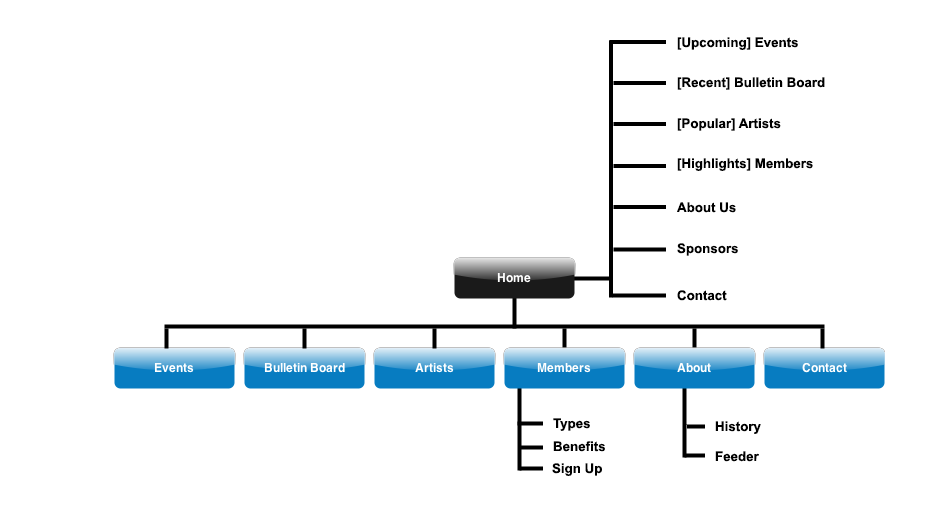 [Upcoming] Events
[Recent] Bulletin Board
[Popular] Artists
[Highlights] Members
About Us
Sponsors
Home
Contact
Events
Bulletin Board
Artists
Members
About
Contact
Types
Benefits
Sign Up
History
Feeder